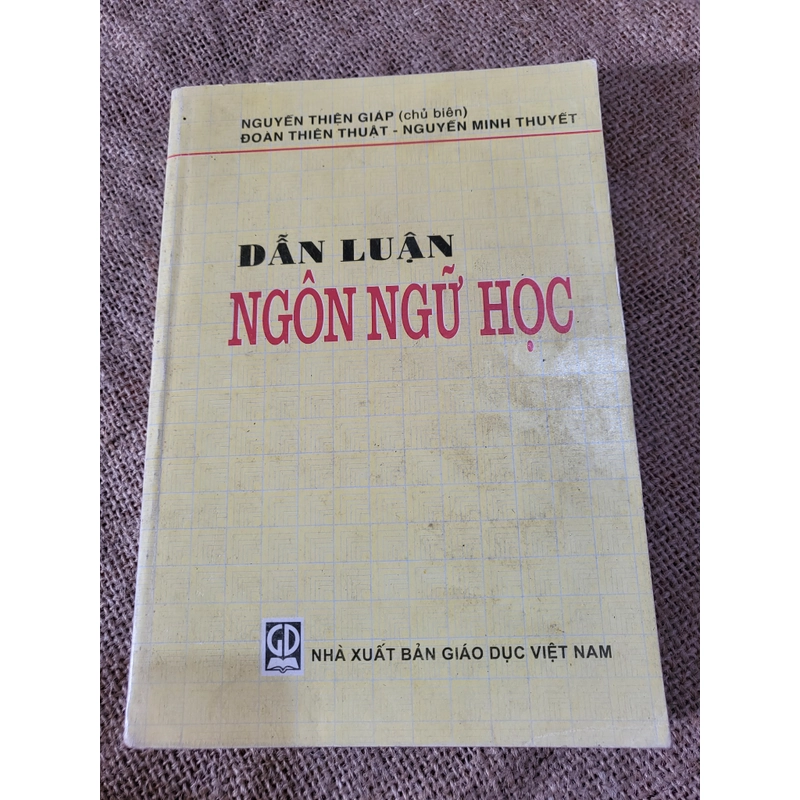 NGUYỄN THIỆN GIÁP (chủ biên)
ĐOÀN THIỆN THUẬT - NGUYỄN MINH THUYẾT
DẪN LUẬN
NGÔN NGỮ HỌC
GD
NHÀ XUẤT BẢN GIÁO DỤC VIỆT NAM